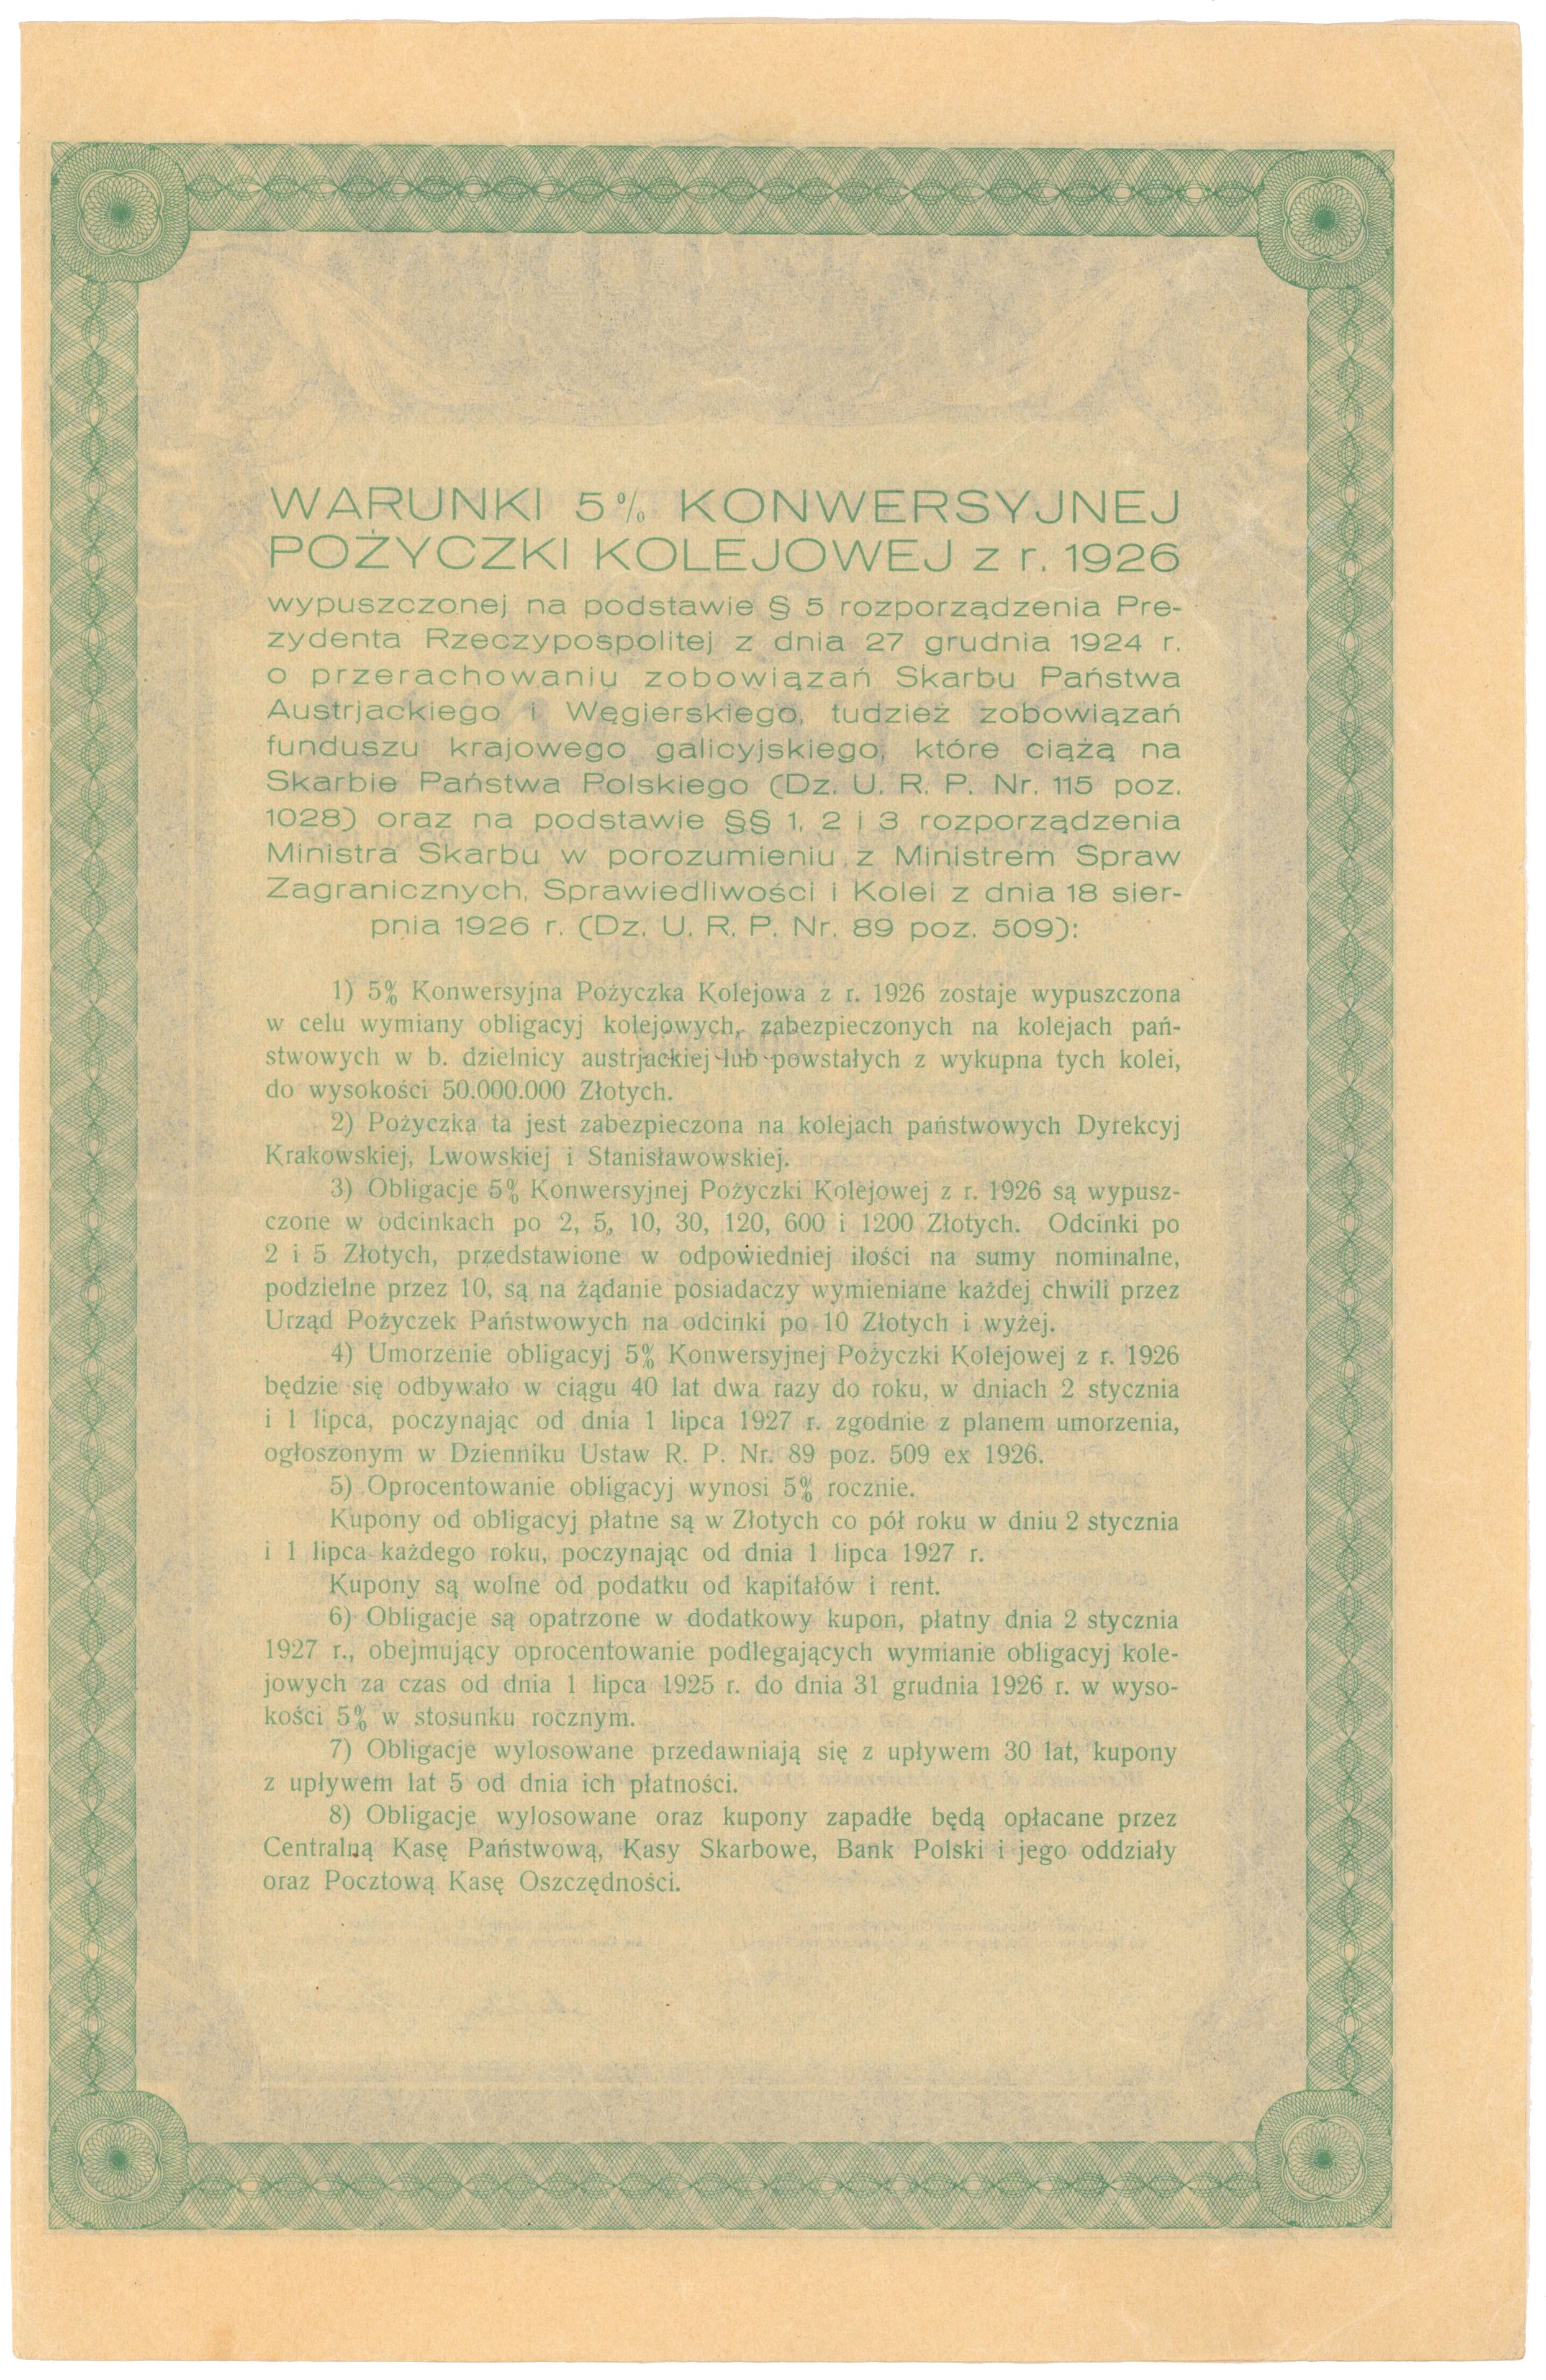 WARUNKI 5% KONWERSYJNEJ
POŻYCZKI KOLEJOWEJ z r. 1926
wypuszczonej na podstawie § 5 rozporządzenia Pre-
zydenta Rzeczypospolitej z dnia 27 grudnia 1924 r.
o przerachowaniu zobowiązań Skarbu Państwa
Austrjackiego i Węgierskiego, tudzież zobowiązań
funduszu krajowego galicyjskiego, które ciążą na
Skarbie Państwa Polskiego (Dz. U. R. P. Nr. 115 poz.
1028) oraz na podstawie §§ 1, 2 i 3 rozporządzenia
Ministra Skarbu w porozumieniu z Ministrem Spraw
Zagranicznych, Sprawiedliwości i Kolei z dnia 18 sier-
pnia 1926 r. (Dz. U. R. P. Nr. 89 poz. 509):
1) 5% Konwersyjna Pożyczka Kolejowa z r. 1926 zostaje wypuszczona
w celu wymiany obligacyj kolejowych, zabezpieczonych na kolejach pań-
stwowych w b. dzielnicy austrjackiej lub powstałych z wykupna tych kolei,
do wysokości 50.000.000 Złotych.
2) Pożyczka ta jest zabezpieczona na kolejach państwowych Dyrekcyj
Krakowskiej, Lwowskiej i Stanisławowskiej.
3) Obligacje 5% Konwersyjnej Pożyczki Kolejowej z r. 1926 są wypusz-
czone w odcinkach po 2, 5, 10, 30, 120, 600 i 1200 Złotych. Odcinki po
2 i 5 Złotych, przedstawione w odpowiedniej ilości na sumy nominalne,
podzielne przez 10, są na żądanie posiadaczy wymieniane każdej chwili przez
Urząd Pożyczek Państwowych na odcinki po 10 Złotych i wyżej.
4) Umorzenie obligacyj 5% Konwersyjnej Pożyczki Kolejowej z r. 1926
będzie się odbywało w ciągu 40 lat dwa razy do roku, w dniach 2 stycznia
i 1 lipca, poczynając od dnia 1 lipca 1927 r. zgodnie z planem umorzenia,
ogłoszonym w Dzienniku Ustaw R. P. Nr. 89 poz. 509 ex 1926.
5) Oprocentowanie obligacyj wynosi 5% rocznie.
Kupony od obligacyj płatne są w Złotych co pół roku w dniu 2 stycznia
i 1 lipca każdego roku, poczynając od dnia 1 lipca 1927 r.
Kupony są wolne od podatku od kapitałów i rent.
6) Obligacje są opatrzone w dodatkowy kupon, płatny dnia 2 stycznia
1927 r., obejmujący oprocentowanie podlegających wymianie obligacyj kole-
jowych za czas od dnia 1 lipca 1925 r. do dnia 31 grudnia 1926 r. w wyso-
kości 5% w stosunku rocznym.
7) Obligacje wylosowane przedawniają się z upływem 30 lat, kupony
z upływem lat 5 od dnia ich płatności.
8) Obligacje wylosowane oraz kupony zapadłe będą opłacane przez
Centralną Kasę Państwową, Kasy Skarbowe, Bank Polski i jego oddziały
oraz Pocztową Kasę Oszczędności.